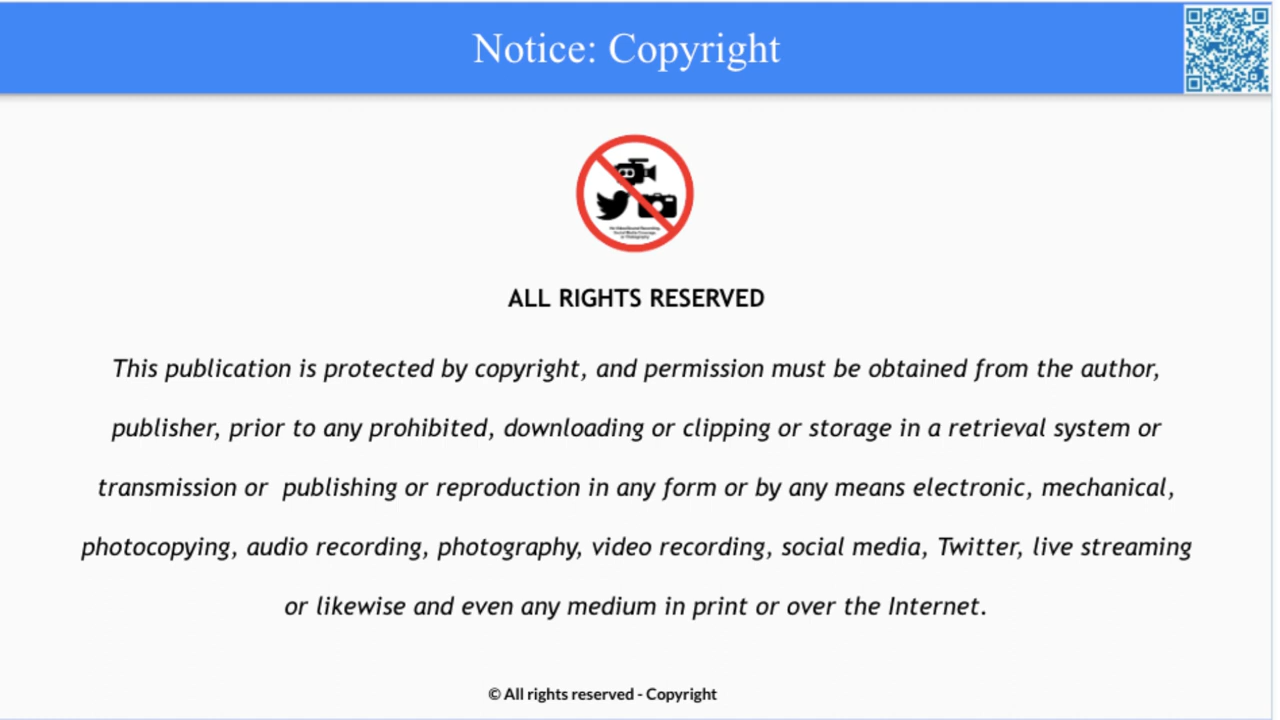 Notice: Copyright
ALL RIGHTS RESERVED
This publication is protected by copyright, and permission must be obtained from the author,
publisher, prior to any prohibited, downloading or clipping or storage in a retrieval system or
transmission or  publishing or reproduction in any form or by any means electronic, mechanical,
photocopying, audio recording, photography, video recording, social media, Twitter, live streaming
or likewise and even any medium in print or over the Internet.
© All rights reserved - Copyright